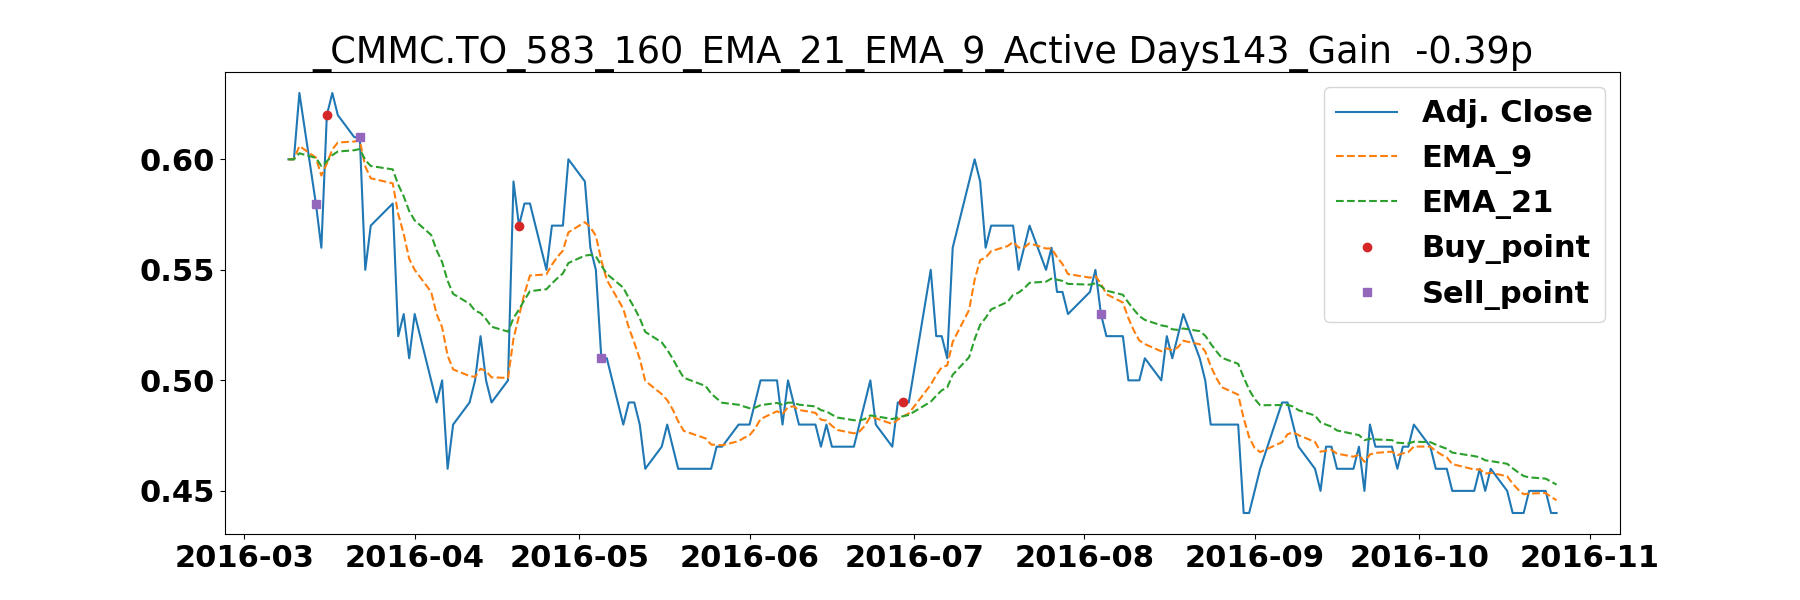 _CMMC.TO_583_160_EMA_21_EMA_9_Active Days143_Gain  -0.39p
Adj. Close
EMA_9
EMA_21
Buy_point
Sell_point
0.60
0.55
0.50
0.45
2016-03 2016-04 2016-05 2016-06 2016-07 2016-08 2016-09 2016-10 2016-11